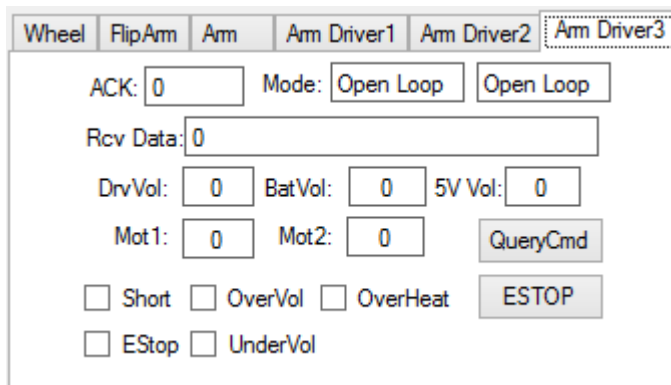 Wheel FlipArm Arm Arm Driver1 Arm Driver2 Arm Driver3
ACK: 0 Mode: Open Loop Open Loop
Rcv Data: 0
DrvVol: 0 BatVol: 0 5V Vol: 0
Mot1: 0 Mot2: 0 QueryCmd
Short OverVol OverHeat ESTOP
EStop UnderVol